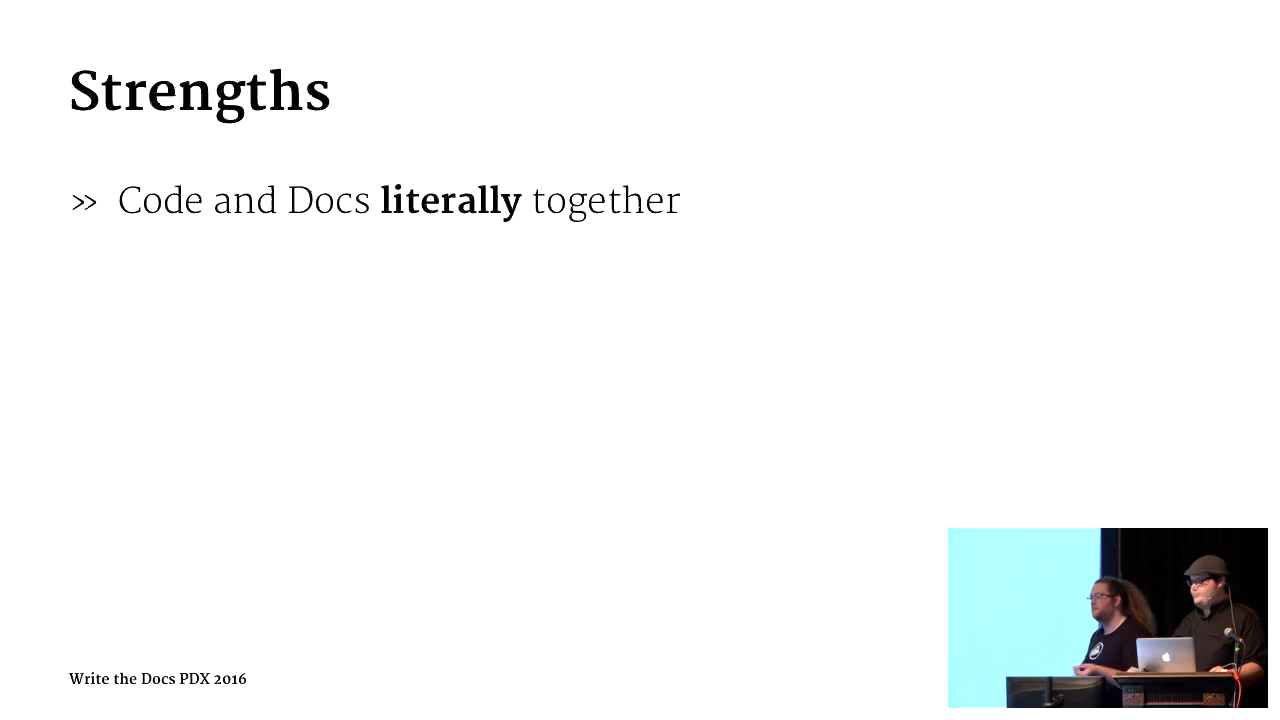 Strengths
» Code and Docs literally together
Write the Docs PDX 2016